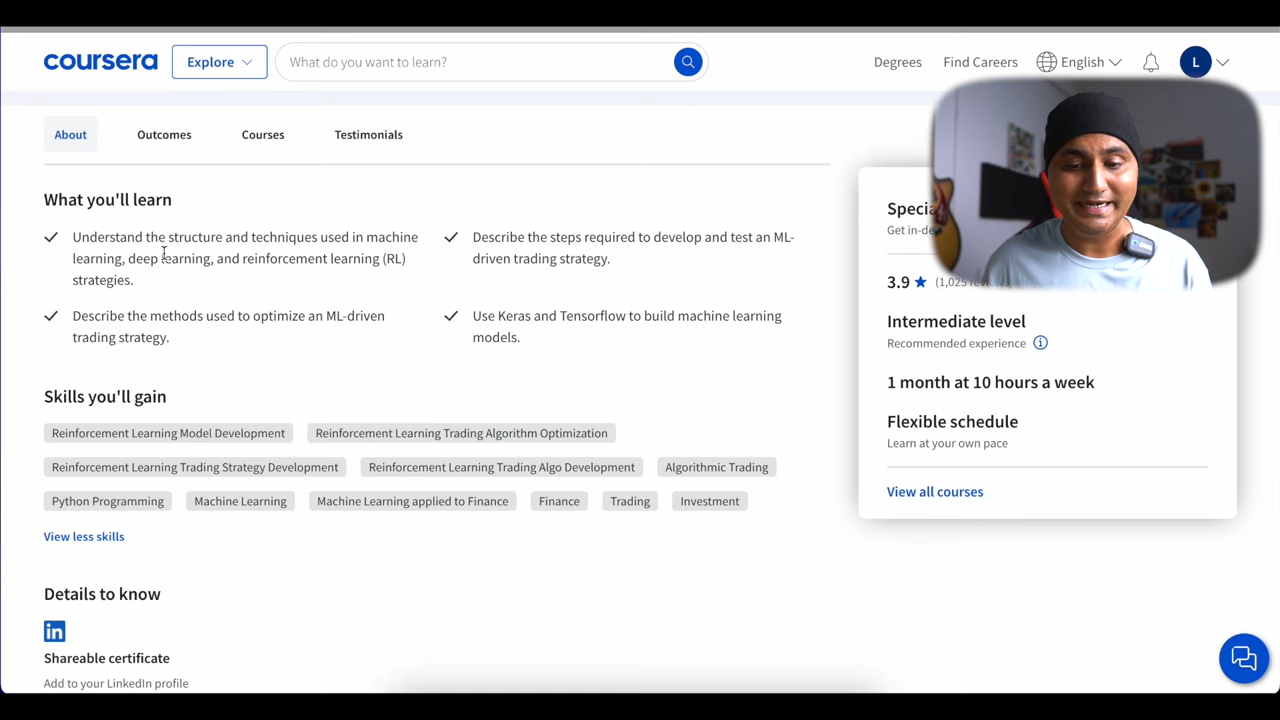 coursera
Explore
What do you want to learn?
Degrees
Find Careers
English
L
About
Outcomes
Courses
Testimonials
What you'll learn
Understand the structure and techniques used in machine
learning, deep learning, and reinforcement learning (RL)
strategies.
Describe the steps required to develop and test an ML-
driven trading strategy.
Describe the methods used to optimize an ML-driven
trading strategy.
Use Keras and Tensorflow to build machine learning
models.
Skills you'll gain
Reinforcement Learning Model Development
Reinforcement Learning Trading Algorithm Optimization
Reinforcement Learning Trading Strategy Development
Reinforcement Learning Trading Algo Development
Algorithmic Trading
Python Programming
Machine Learning
Machine Learning applied to Finance
Finance
Trading
Investment
View less skills
Details to know
in
Shareable certificate
Add to your LinkedIn profile
Get in
3.9
(1,025
Intermediate level
Recommended experience
1 month at 10 hours a week
Flexible schedule
Learn at your own pace
View all courses